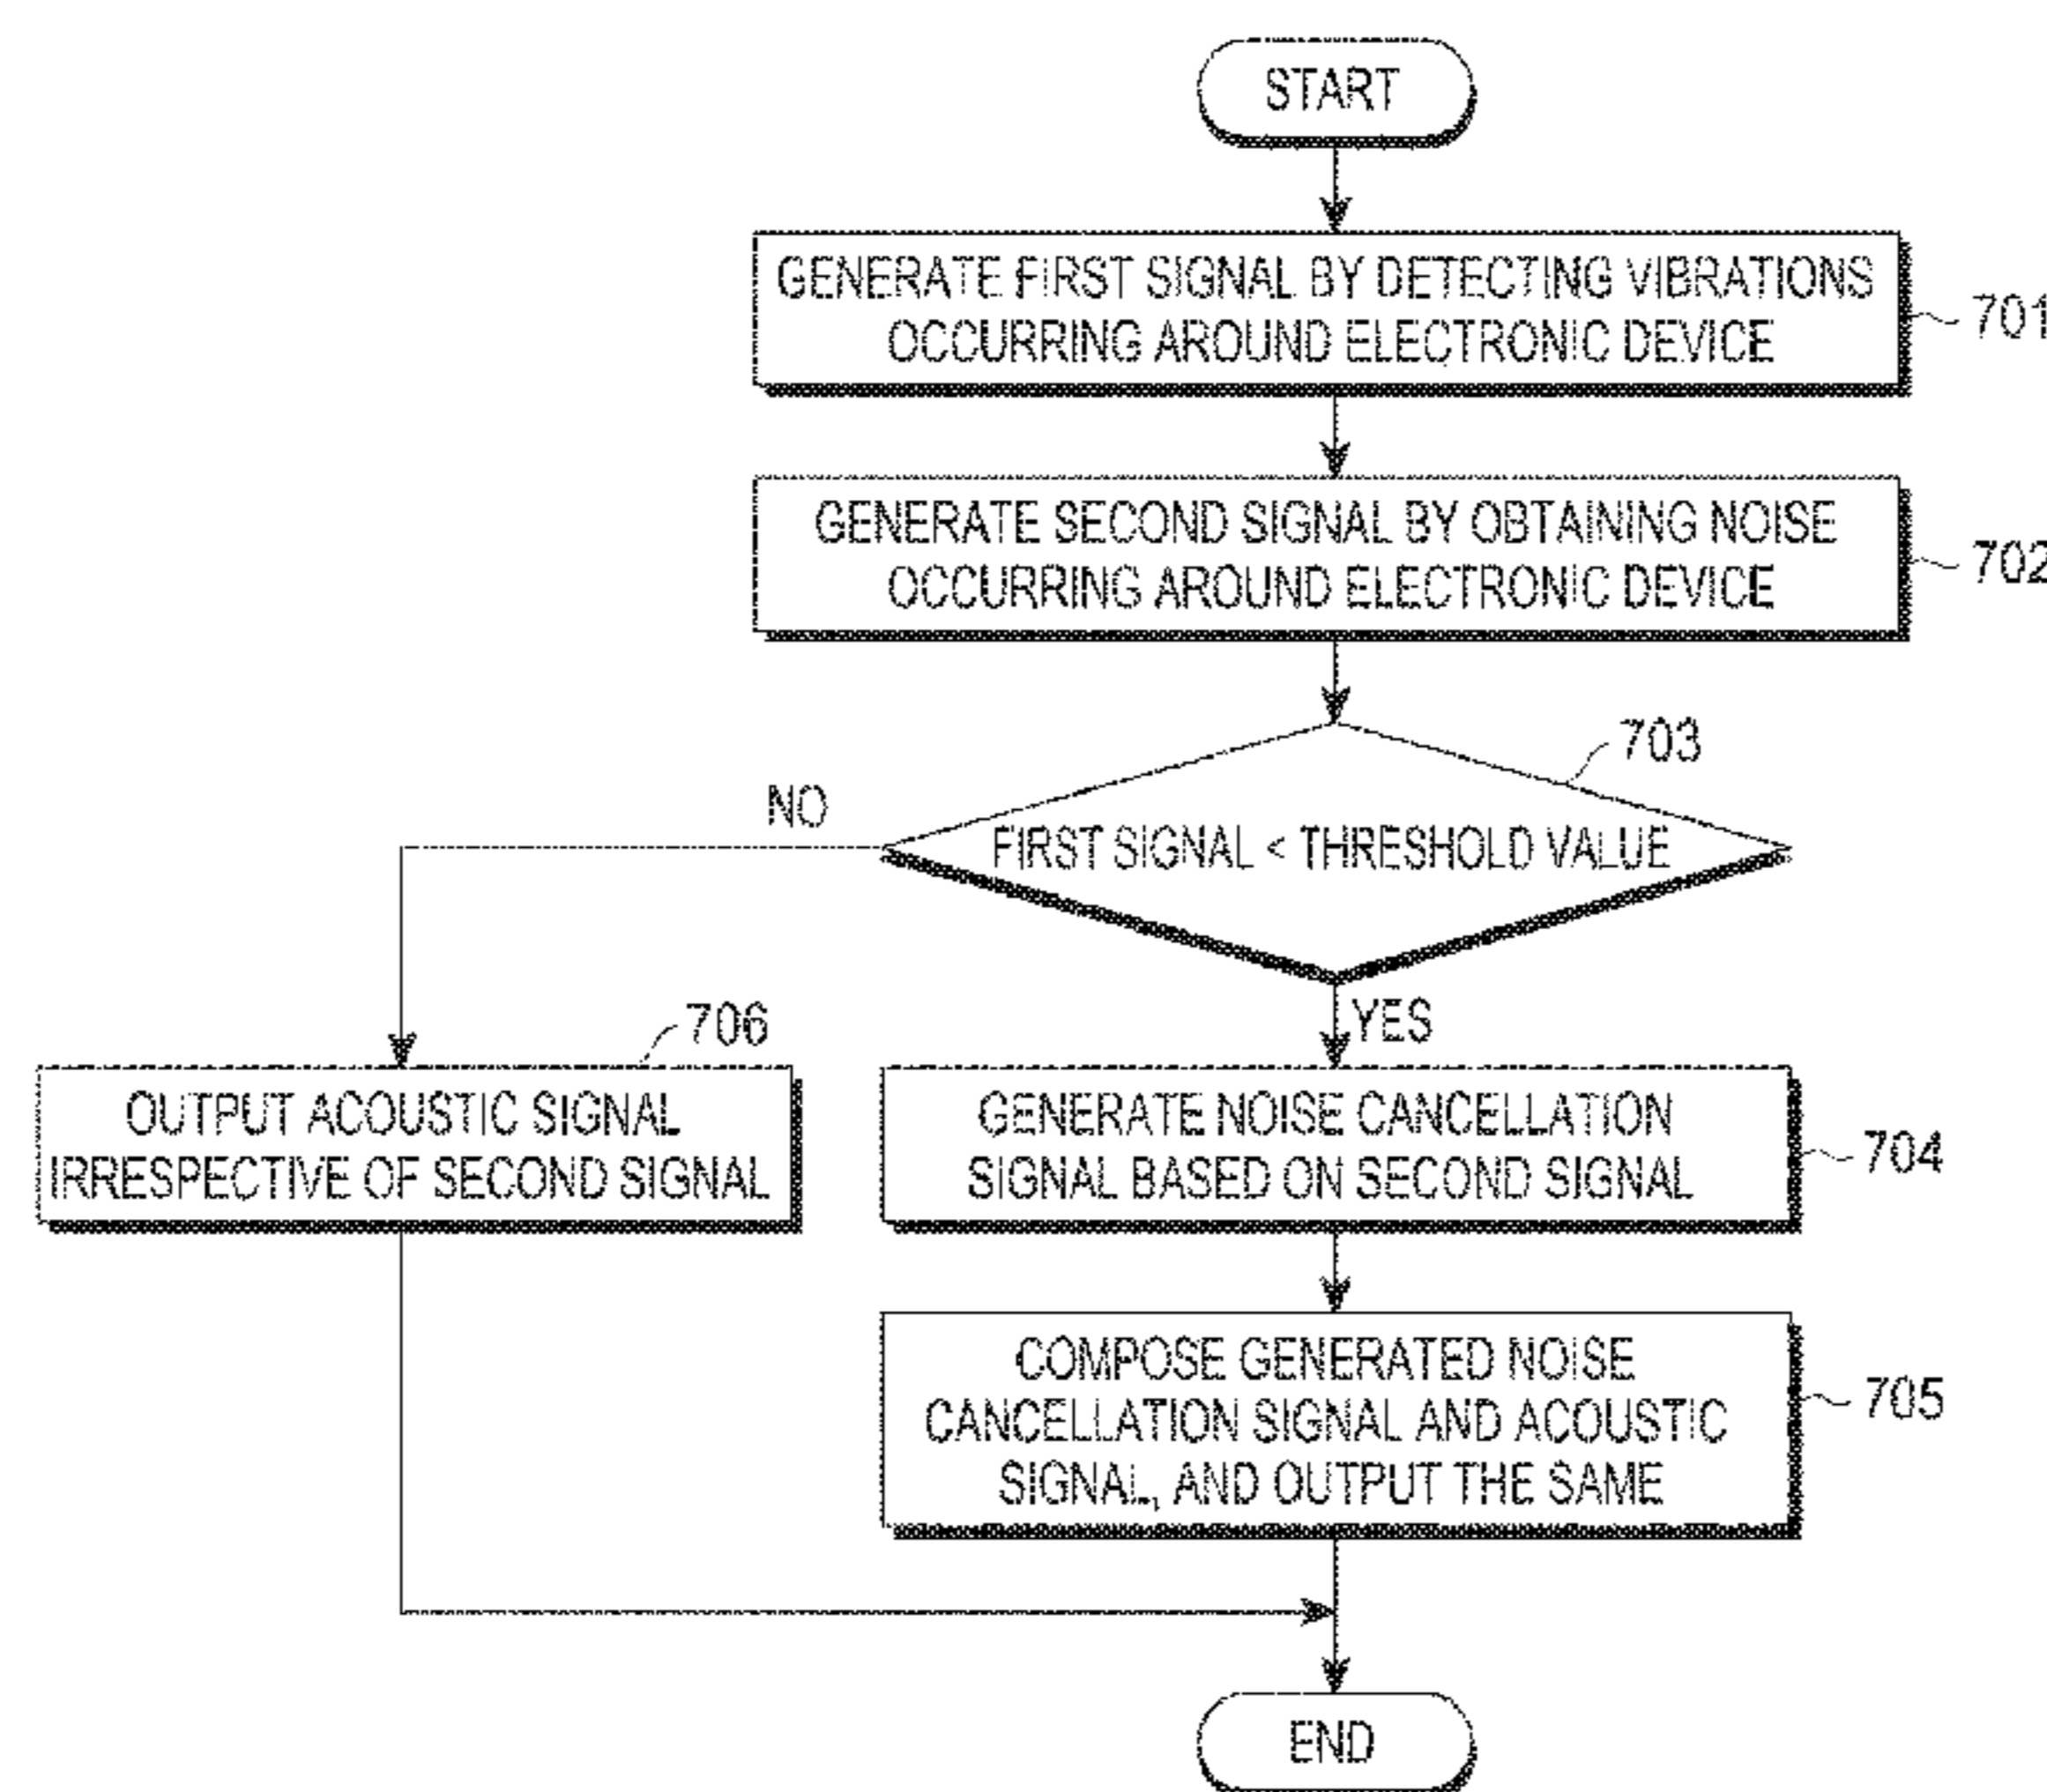 START
GENERATE FIRST SIGNAL BY DETECTING VIBRATIONS
OCCURRING AROUND ELECTRONIC DEVICE
701
GENERATE SECOND SIGNAL BY OBTAINING NOISE
OCCURRING AROUND ELECTRONIC DEVICE
702
703
NO
FIRST SIGNAL < THRESHOLD VALUE
YES
706
OUTPUT ACOUSTIC SIGNAL
IRRESPECTIVE OF SECOND SIGNAL
GENERATE NOISE CANCELLATION
SIGNAL BASED ON SECOND SIGNAL
704
COMPOSE GENERATED NOISE
CANCELLATION SIGNAL AND ACOUSTIC
SIGNAL, AND OUTPUT THE SAME
705
END